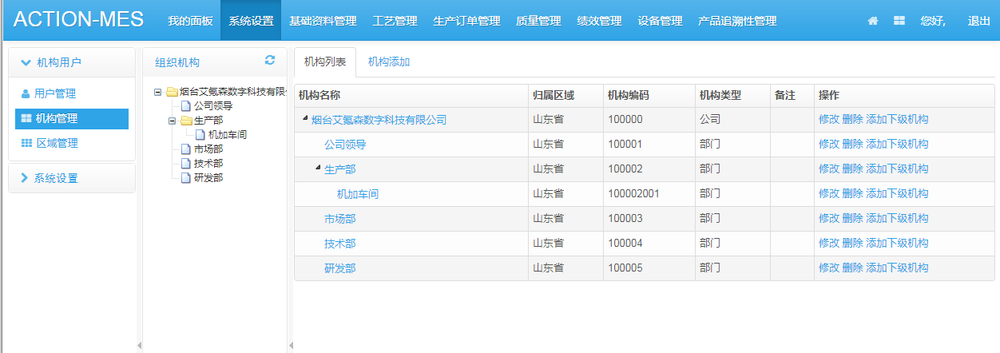 ACTION-MES 我的面板 系统设置 基础资料管理 工艺管理 生产订单管理 质量管理 绩效管理 设备管理 产品追溯性管理 您好, 退出
机构用户
用户管理
机构管理
区域管理
系统设置
组织机构
烟台艾氪森数字科技有限
公司领导
生产部
机加车间
市场部
技术部
研发部
机构列表 机构添加
机构名称 归属区域 机构编码 机构类型 备注 操作
烟台艾氪森数字科技有限公司 山东省 100000 公司 修改 删除 添加下级机构
公司领导 山东省 100001 部门 修改 删除 添加下级机构
生产部 山东省 100002 部门 修改 删除 添加下级机构
机加车间 山东省 100002001 部门 修改 删除 添加下级机构
市场部 山东省 100003 部门 修改 删除 添加下级机构
技术部 山东省 100004 部门 修改 删除 添加下级机构
研发部 山东省 100005 部门 修改 删除 添加下级机构